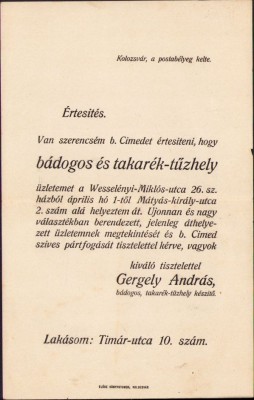 Kolozsvár, a postabélyeg kelte.
Értesítés.
Van szerencsém b. Cimedet értesiteni, hogy
bádogos és takarék-tűzhely
üzletemet a Wesselényi-Miklós-utca 26. sz.
házból április hó 1-től Mátyás-király-utca
2. szám alá helyeztem át. Ujonnan és nagy
választékban berendezett, jelenleg áthelye-
zett üzletemnek megtekintését és b. Cimed
szives pártfogását tisztelettel kérve, vagyok
kiváló tisztelettel
Gergely András,
bádogos, takarék-tűzhely készitő.
Lakásom: Timár-utca 10. szám.